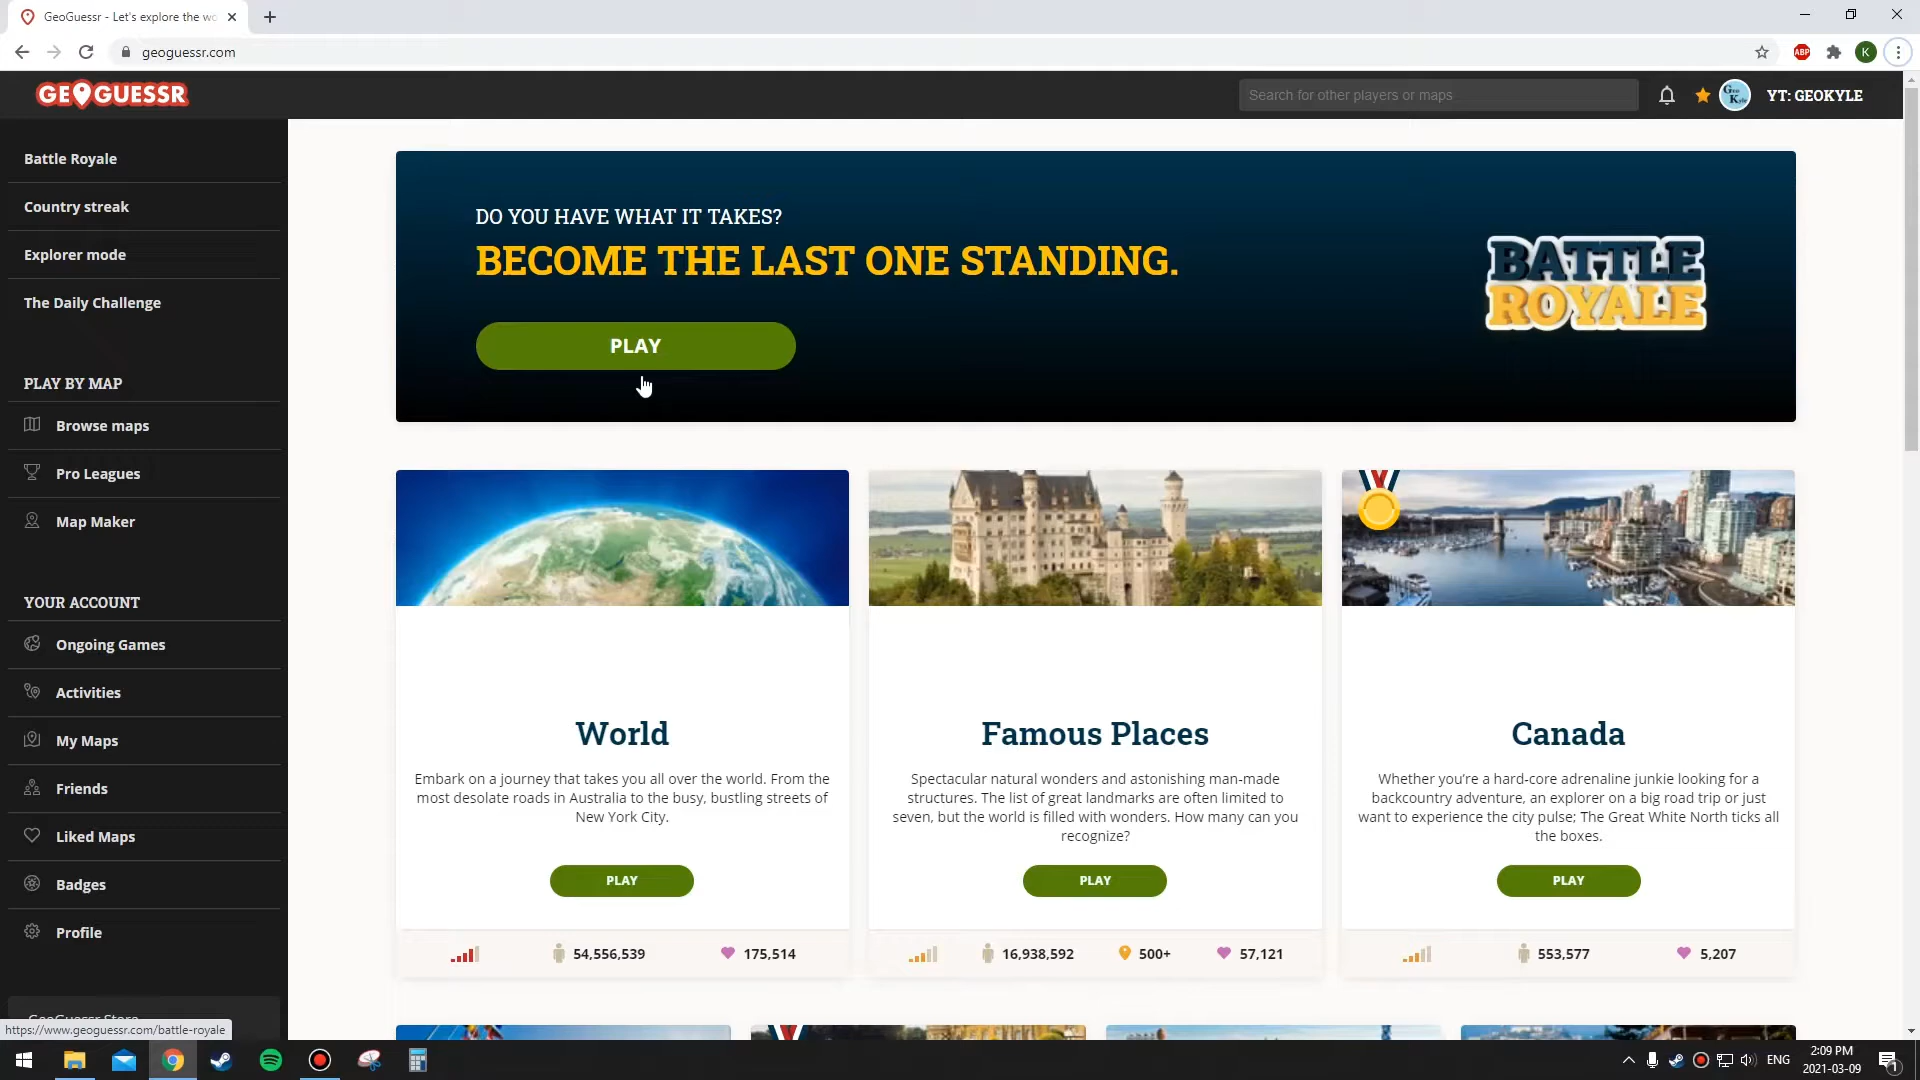 GeoGuessr - Let's explore the wo
geoguessr.com
ABP
K
GEOGUESSR
Search for other players or maps
YT: GEOKYLE
Battle Royale
Country streak
Explorer mode
The Daily Challenge
PLAY BY MAP
Browse maps
Pro Leagues
Map Maker
YOUR ACCOUNT
Ongoing Games
Activities
My Maps
Friends
Liked Maps
Badges
Profile
GeoGuessr Store
https://www.geoguessr.com/battle-royale
DO YOU HAVE WHAT IT TAKES?
BECOME THE LAST ONE STANDING.
PLAY
BATTLE
ROYALE
World
Embark on a journey that takes you all over the world. From the
most desolate roads in Australia to the busy, bustling streets of
New York City.
PLAY
54,556,539 175,514
Famous Places
Spectacular natural wonders and astonishing man-made
structures. The list of great landmarks are often limited to
seven, but the world is filled with wonders. How many can you
recognize?
PLAY
16,938,592 500+ 57,121
Canada
Whether you're a hard-core adrenaline junkie looking for a
backcountry adventure, an explorer on a big road trip or just
want to experience the city pulse; The Great White North ticks all
the boxes.
PLAY
553,577 5,207
ENG
2:09 PM
2021-03-09
1